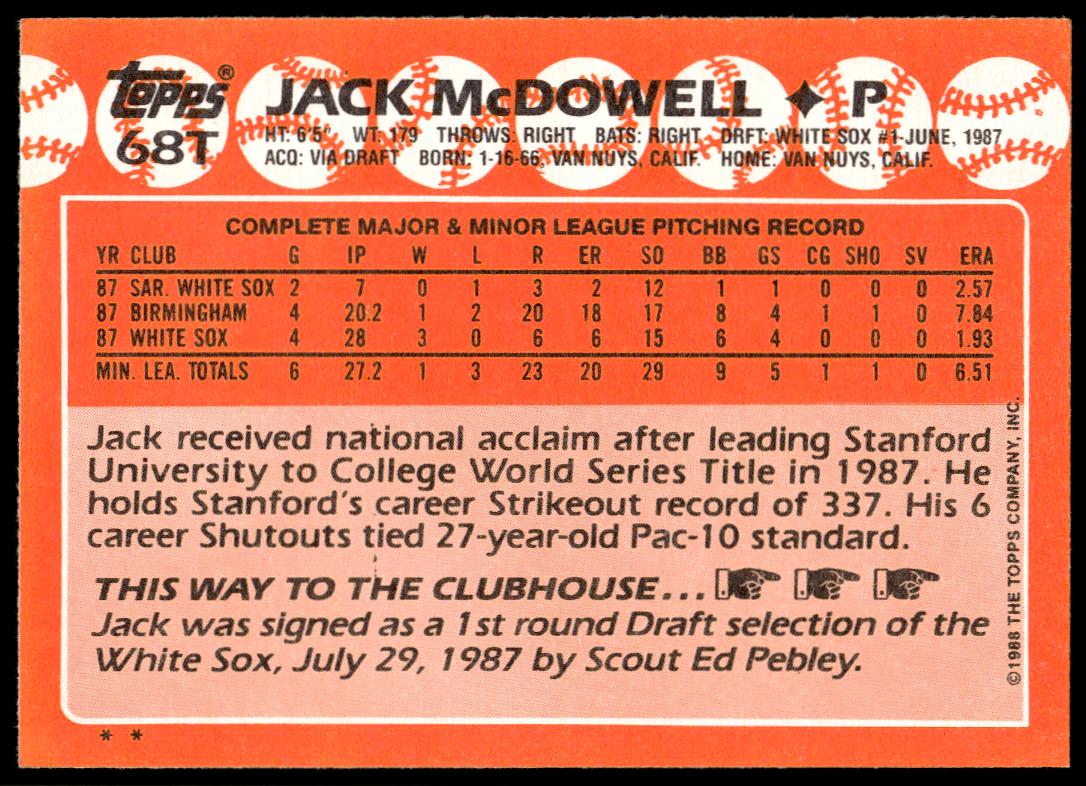 topps®
68T
JACK McDOWELL ✦ P
HT: 6'5" WT: 179 THROWS: RIGHT BATS: RIGHT DRFT: WHITE SOX #1-JUNE, 1987
ACQ: VIA DRAFT BORN: 1-16-66, VAN NUYS, CALIF. HOME: VAN NUYS, CALIF.
COMPLETE MAJOR & MINOR LEAGUE PITCHING RECORD
YR CLUB G IP W L R ER SO BB GS CG SHO SV ERA
87 SAR. WHITE SOX 2 7 0 1 3 2 12 1 1 0 0 0 2.57
87 BIRMINGHAM 4 20.2 1 2 20 18 17 8 4 1 1 0 7.84
87 WHITE SOX 4 28 3 0 6 6 15 6 4 0 0 0 1.93
MIN. LEA. TOTALS 6 27.2 1 3 23 20 29 9 5 1 1 0 6.51
Jack received national acclaim after leading Stanford
University to College World Series Title in 1987. He
holds Stanford's career Strikeout record of 337. His 6
career Shutouts tied 27-year-old Pac-10 standard.
THIS WAY TO THE CLUBHOUSE...
Jack was signed as a 1st round Draft selection of the
White Sox, July 29, 1987 by Scout Ed Pebley.
©1988 THE TOPPS COMPANY, INC.
* *